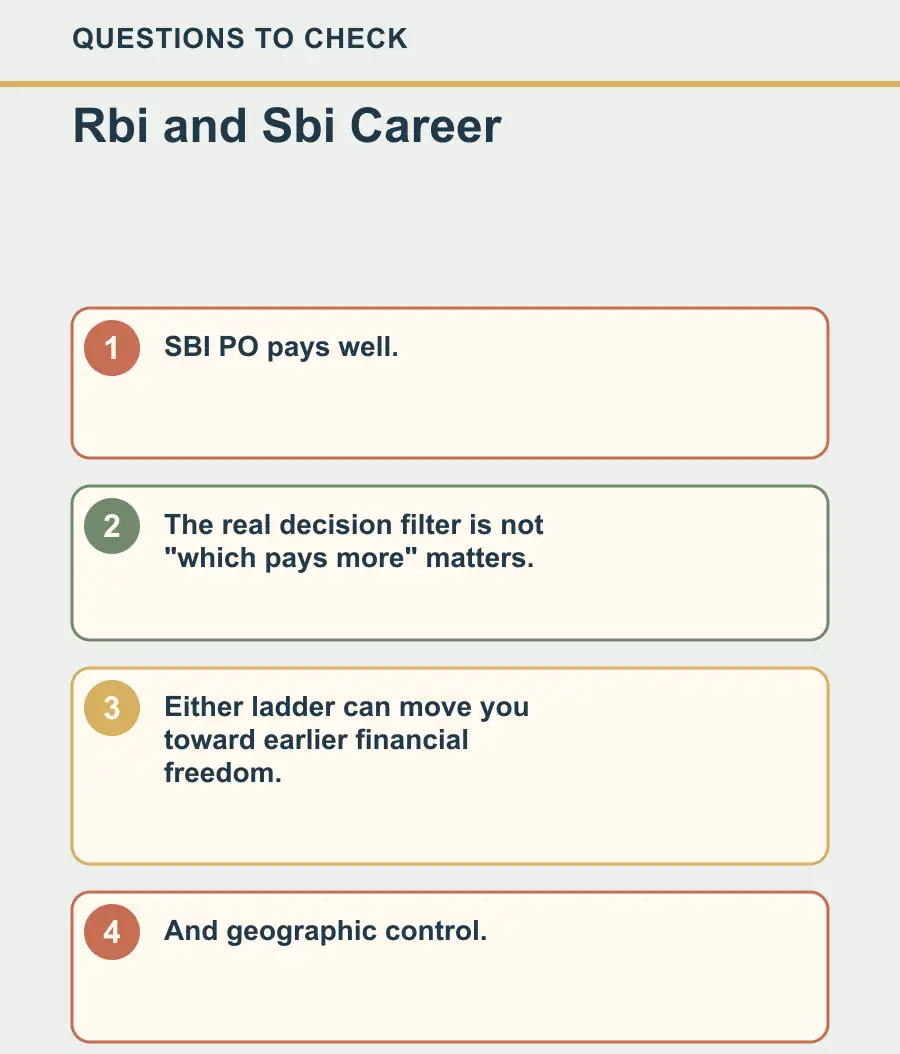 QUESTIONS TO CHECK
Rbi and Sbi Career
1
SBI PO pays well.
2
The real decision filter is not
"which pays more" matters.
3
Either ladder can move you
toward earlier financial
freedom.
4
And geographic control.